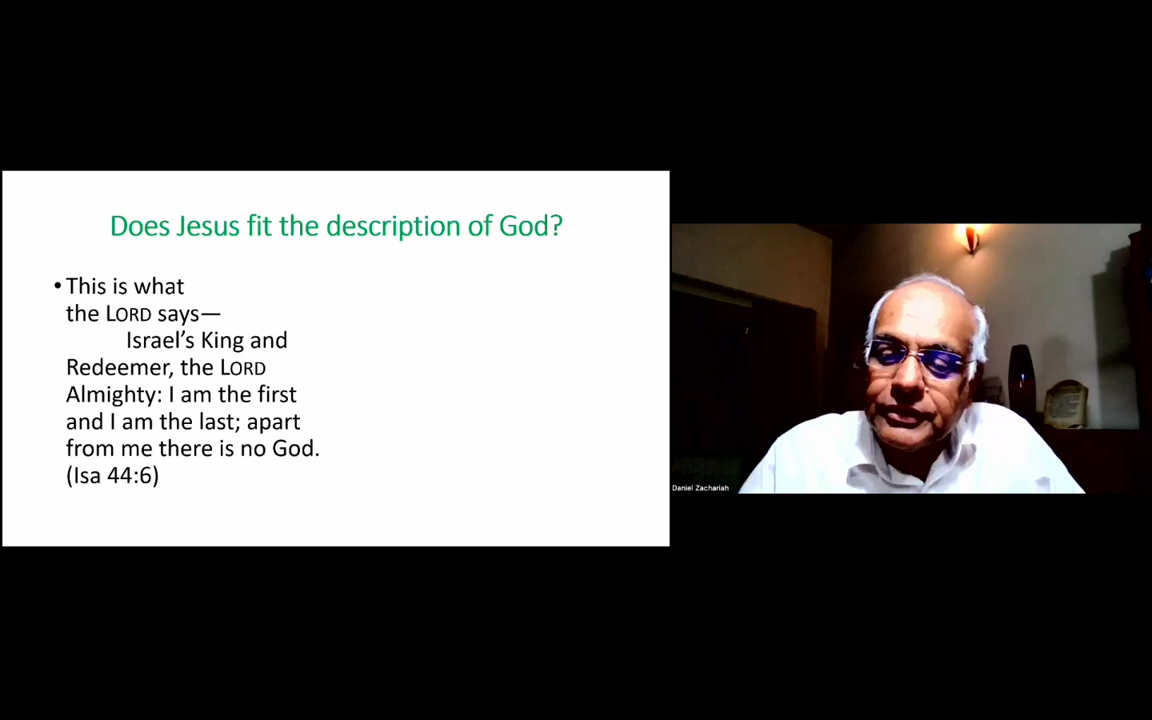 Does Jesus fit the description of God?
• This is what
the LORD says—
Israel’s King and
Redeemer, the LORD
Almighty: I am the first
and I am the last; apart
from me there is no God.
(Isa 44:6)
Daniel Zachariah